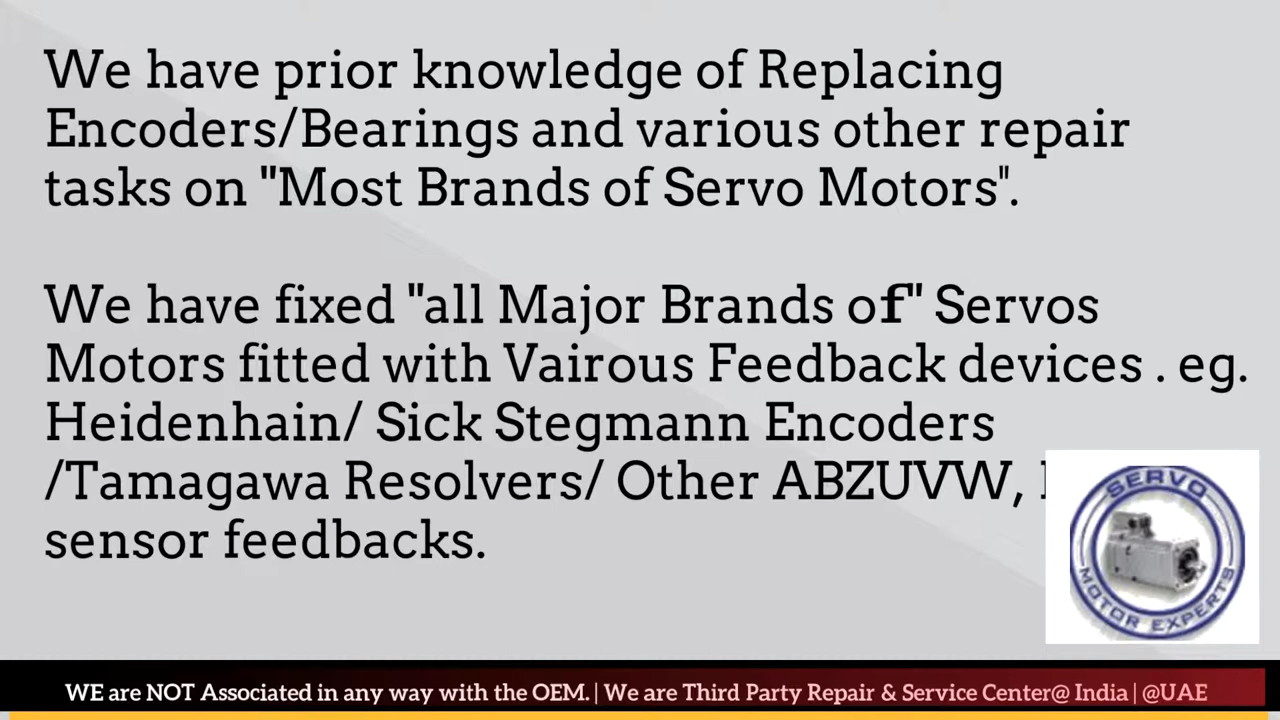 We have prior knowledge of Replacing
Encoders/Bearings and various other repair
tasks on "Most Brands of Servo Motors".
We have fixed "all Major Brands of" Servos
Motors fitted with Vairous Feedback devices . eg.
Heidenhain/ Sick Stegmann Encoders
/Tamagawa Resolvers/ Other ABZUVW,
sensor feedbacks.
SERVO
MOTOR EXPERTS
WE are NOT Associated in any way with the OEM. | We are Third Party Repair & Service Center@ India | @UAE